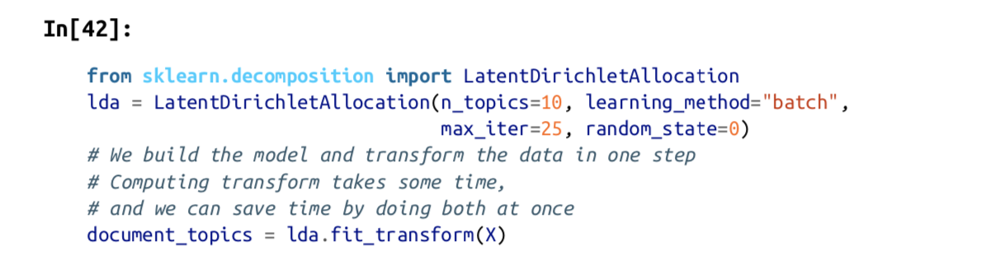 In[42]:
from sklearn.decomposition import LatentDirichletAllocation
lda = LatentDirichletAllocation(n_topics=10, learning_method="batch",
max_iter=25, random_state=0)
# We build the model and transform the data in one step
# Computing transform takes some time,
# and we can save time by doing both at once
document_topics = lda.fit_transform(X)